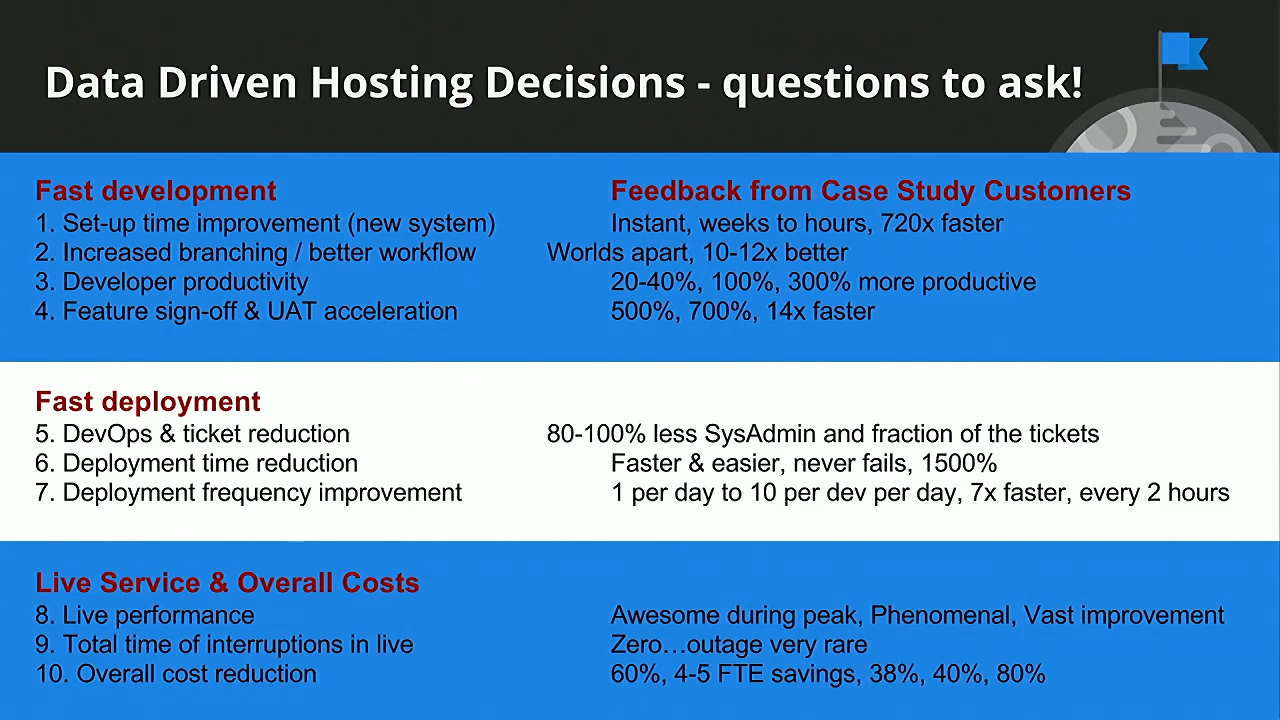 Data Driven Hosting Decisions - questions to ask!
Fast development
Feedback from Case Study Customers
1. Set-up time improvement (new system)
Instant, weeks to hours, 720x faster
2. Increased branching / better workflow
Worlds apart, 10-12x better
3. Developer productivity
20-40%, 100%, 300% more productive
4. Feature sign-off & UAT acceleration
500%, 700%, 14x faster
Fast deployment
5. DevOps & ticket reduction
80-100% less SysAdmin and fraction of the tickets
6. Deployment time reduction
Faster & easier, never fails, 1500%
7. Deployment frequency improvement
1 per day to 10 per dev per day, 7x faster, every 2 hours
Live Service & Overall Costs
8. Live performance
Awesome during peak, Phenomenal, Vast improvement
9. Total time of interruptions in live
Zero…outage very rare
10. Overall cost reduction
60%, 4-5 FTE savings, 38%, 40%, 80%